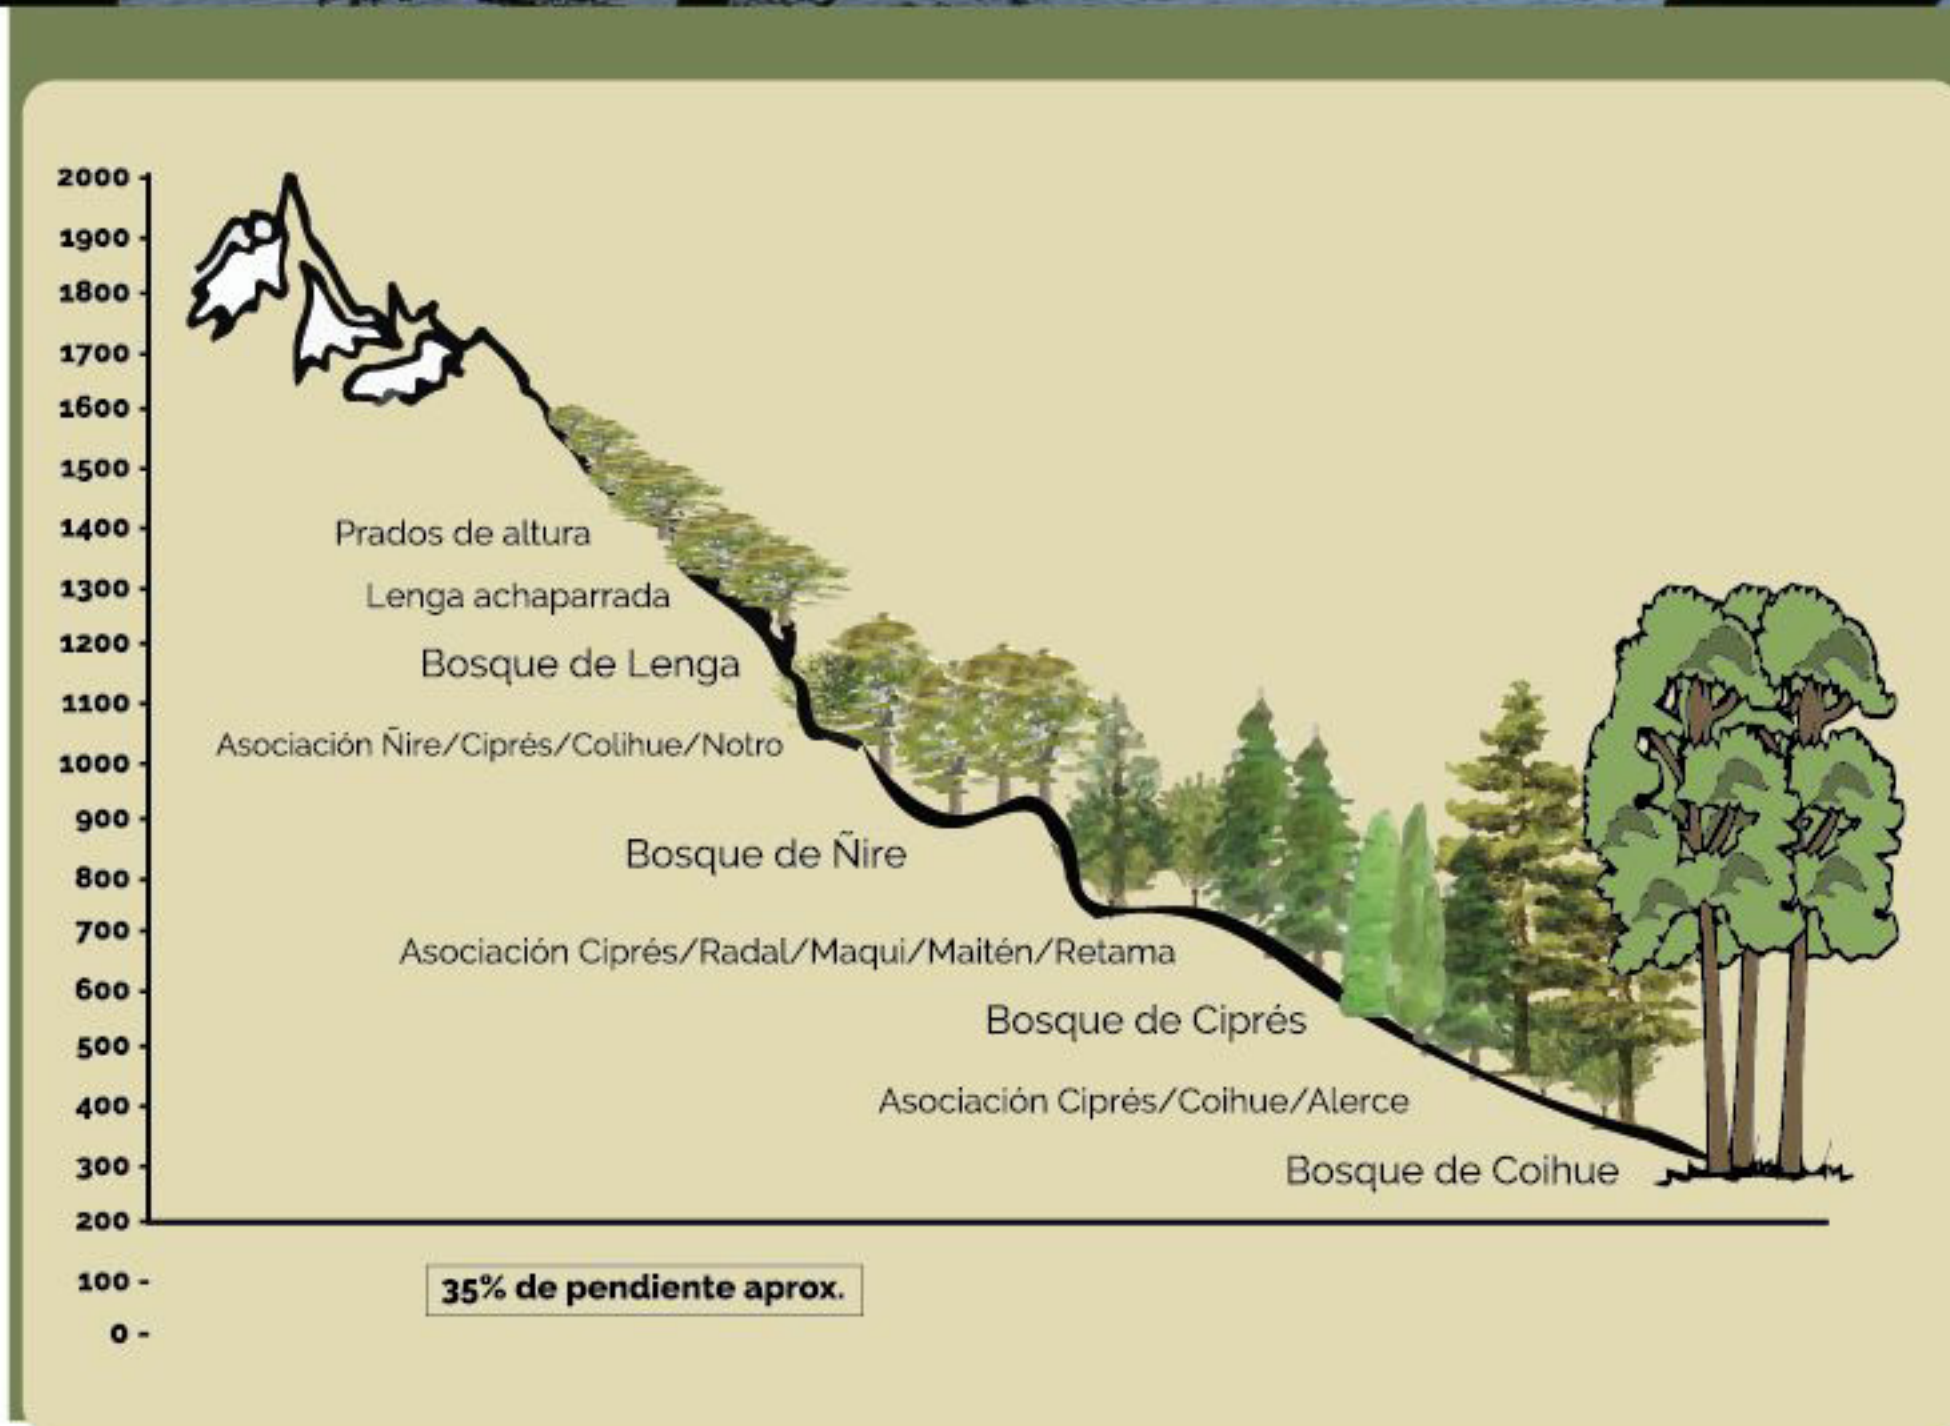 2000 -
1900 -
1800 -
1700 -
1600 -
1500 -
1400 -
Prados de altura
1300 -
Lenga achaparrada
1200 -
Bosque de Lenga
1100 -
Asociación Ñire/Ciprés/Colihue/Notro
1000 -
900 -
Bosque de Ñire
800 -
700 -
Asociación Ciprés/Radal/Maqui/Maitén/Retama
600 -
Bosque de Ciprés
500 -
400 -
Asociación Ciprés/Coihue/Alerce
300 -
Bosque de Coihue
200 -
100 -
35% de pendiente aprox.
0 -